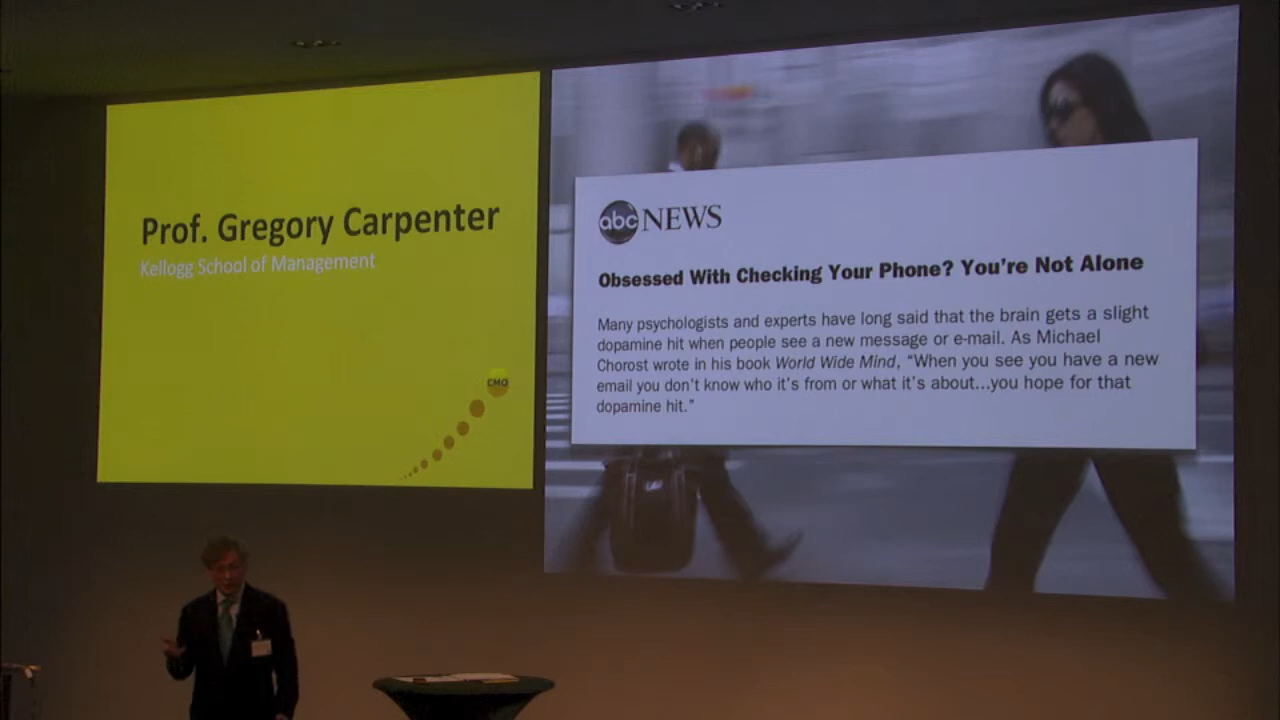 Prof. Gregory Carpenter
Kellogg School of Management
CMO
abc NEWS
Obsessed With Checking Your Phone? You're Not Alone
Many psychologists and experts have long said that the brain gets a slight
dopamine hit when people see a new message or e-mail. As Michael
Chorost wrote in his book World Wide Mind, “When you see you have a new
email you don't know who it's from or what it's about...you hope for that
dopamine hit.”